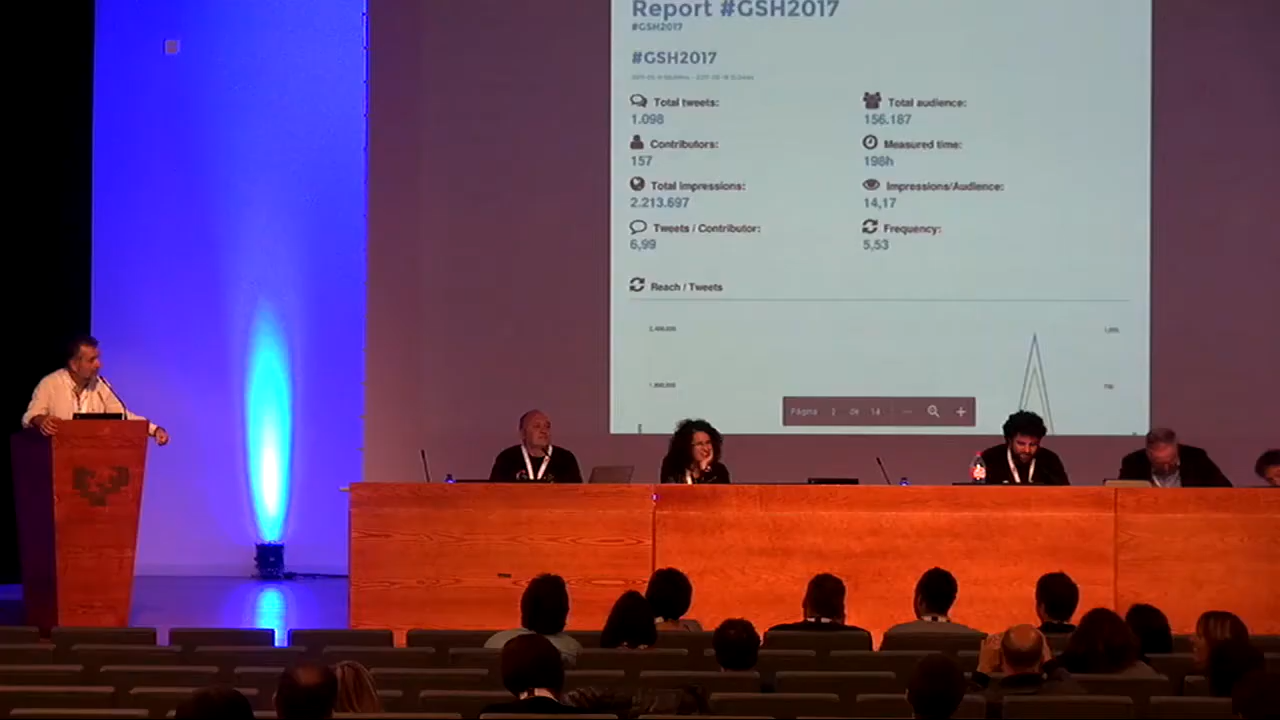 Report #GSH2017
#GSH2017
#GSH2017
Total tweets:
1.098
Total audience:
156.187
Contributors:
157
Measured time:
198h
Total impressions:
2.213.697
Impressions/Audience:
14,17
Tweets / Contributor:
6,99
Frequency:
5,53
Reach / Tweets
Página 2 de 14